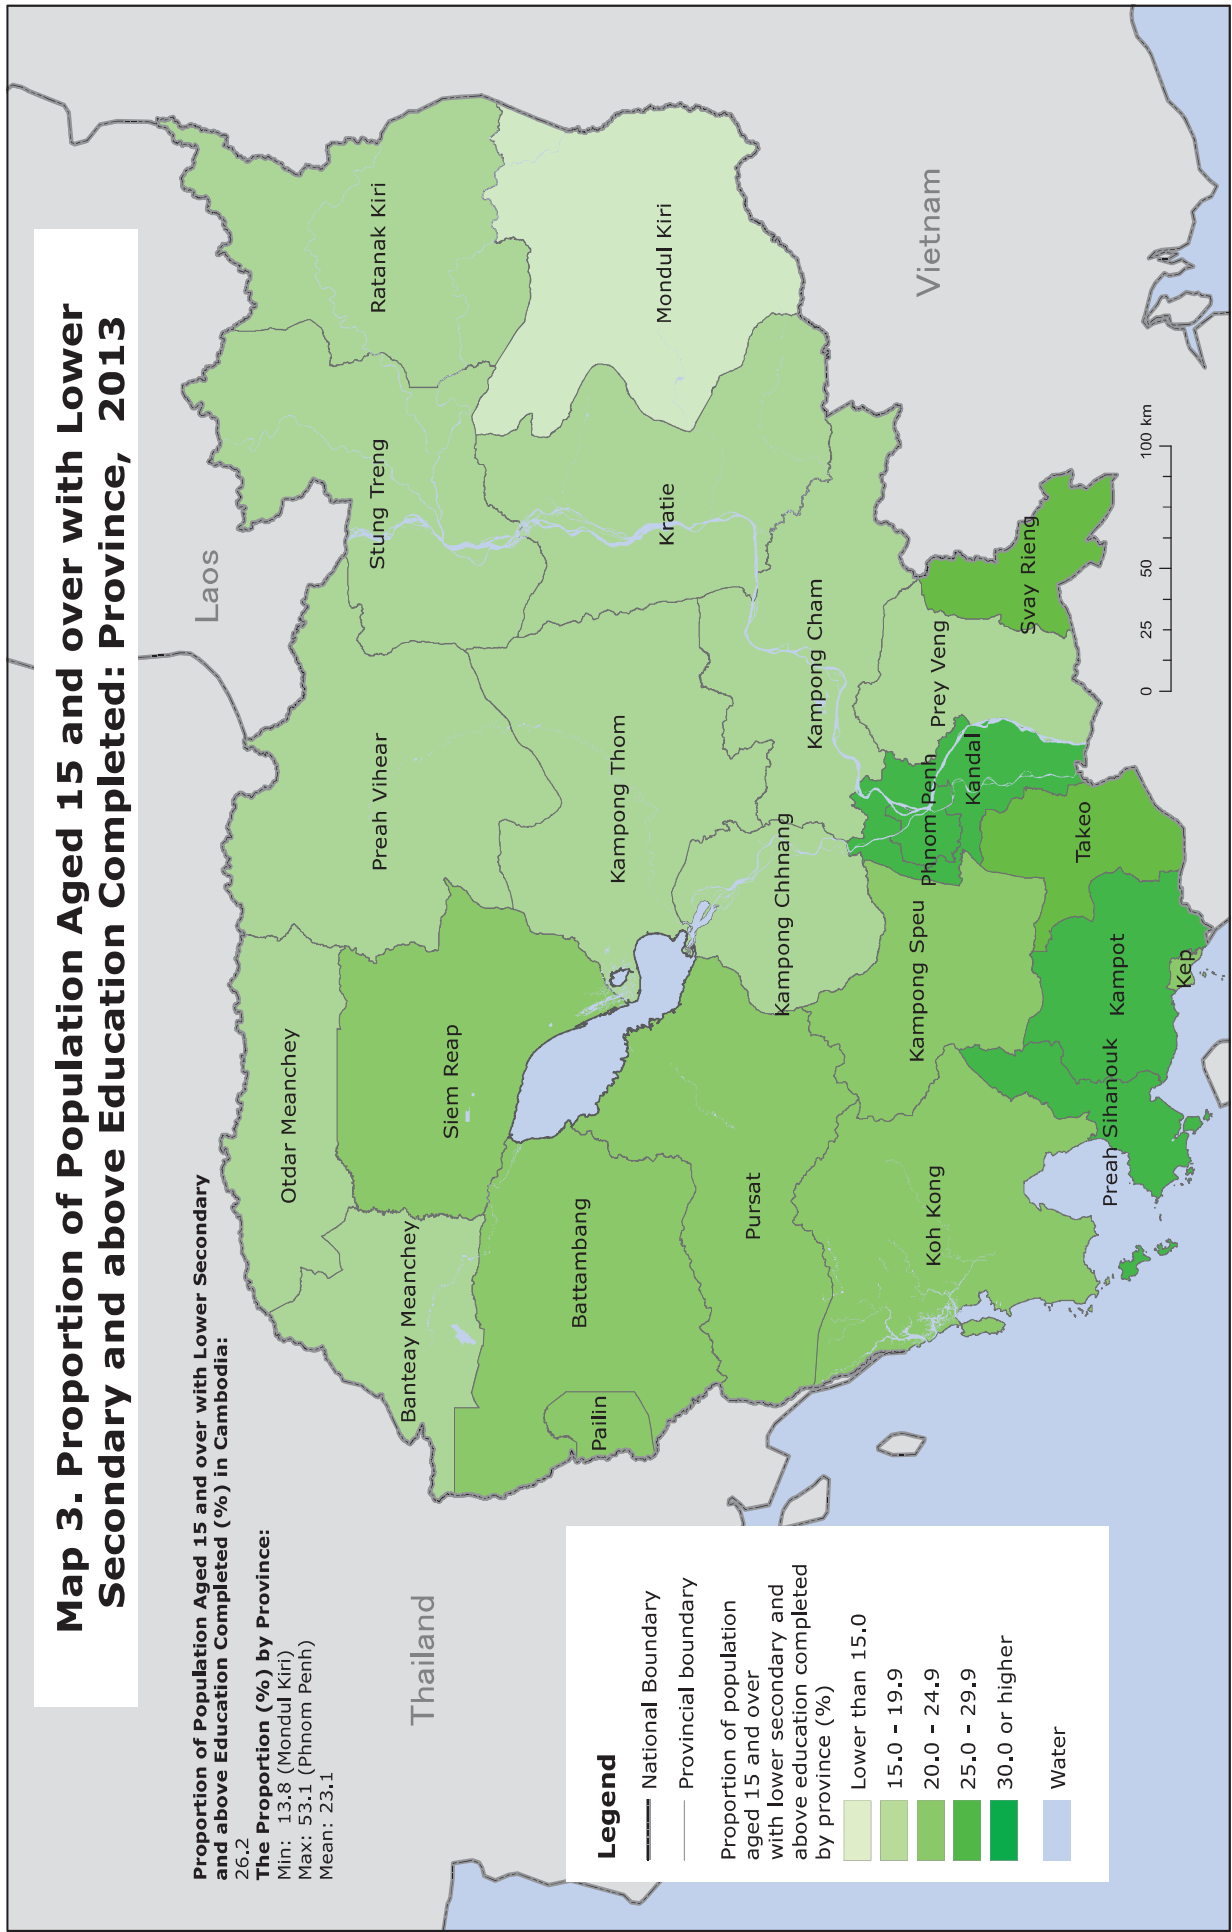 Map 3. Proportion of Population Aged 15 and over with Lower
Secondary and above Education Completed: Province, 2013
Proportion of Population Aged 15 and over with Lower Secondary
and above Education Completed (%) in Cambodia:
26.2
The Proportion (%) by Province:
Min: 13.8 (Mondul Kiri)
Max: 53.1 (Phnom Penh)
Mean: 23.1
Thailand
Laos
Vietnam
Otdar Meanchey
Banteay Meanchey
Siem Reap
Preah Vihear
Stung Treng
Ratanak Kiri
Battambang
Pailin
Kampong Thom
Kratie
Mondul Kiri
Pursat
Kampong Chhnang
Kampong Cham
Koh Kong
Kampong Speu
Phnom Penh
Kandal
Prey Veng
Svay Rieng
Takeo
Kampot
Kep
Preah Sihanouk
0 25 50 100 km
Legend
National Boundary
Provincial boundary
Proportion of population
aged 15 and over
with lower secondary and
above education completed
by province (%)
Lower than 15.0
15.0 - 19.9
20.0 - 24.9
25.0 - 29.9
30.0 or higher
Water